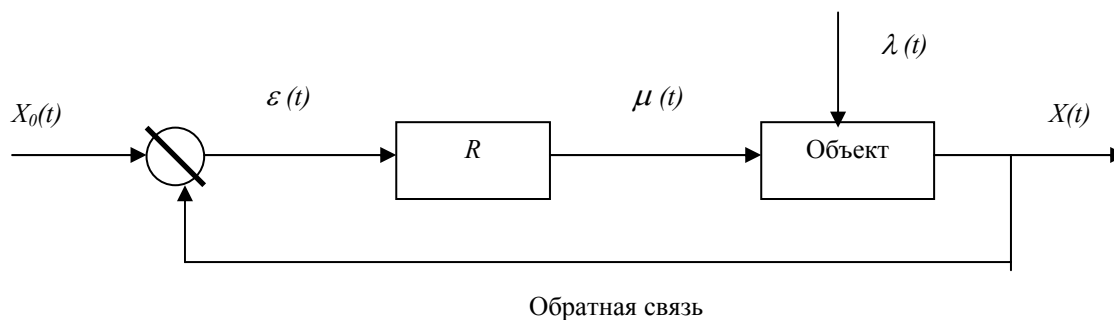 λ (t)
X₀(t)
ε (t)
μ (t)
X(t)
R
Объект
Обратная связь